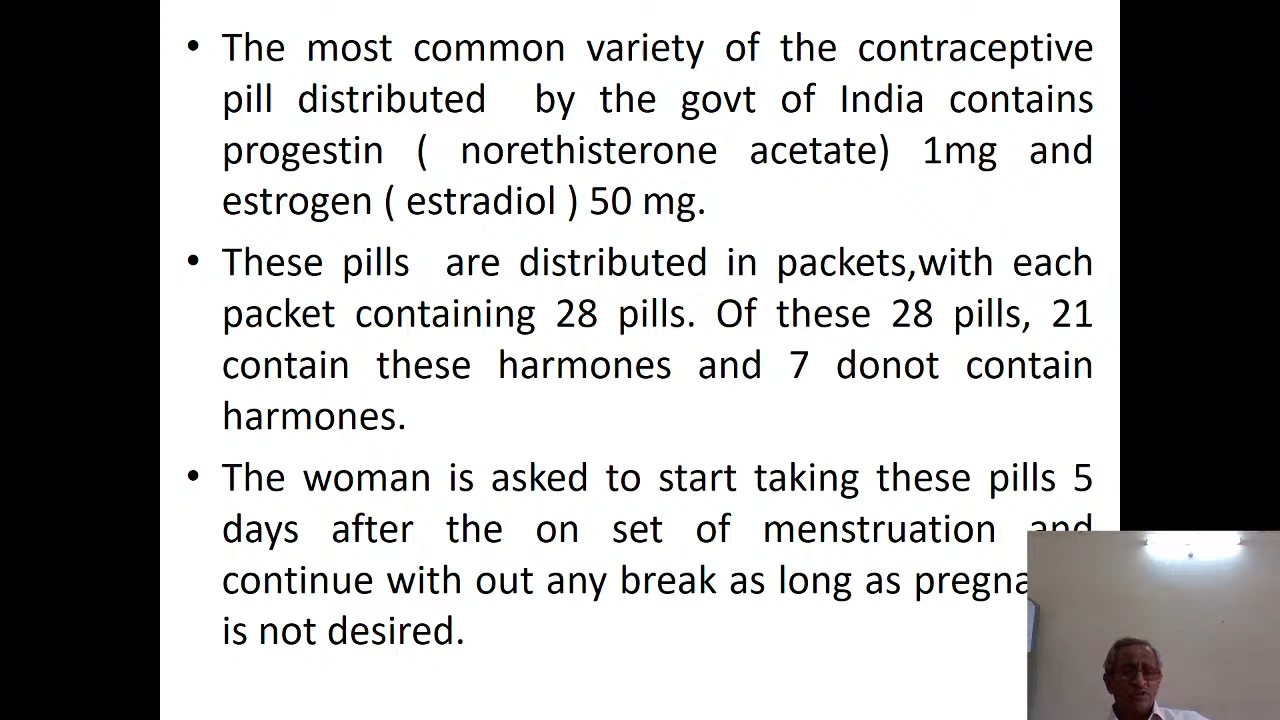 • The most common variety of the contraceptive
pill distributed by the govt of India contains
progestin ( norethisterone acetate) 1mg and
estrogen ( estradiol ) 50 mg.
• These pills are distributed in packets,with each
packet containing 28 pills. Of these 28 pills, 21
contain these harmones and 7 donot contain
harmones.
• The woman is asked to start taking these pills 5
days after the on set of menstruation and
continue with out any break as long as
is not desired.